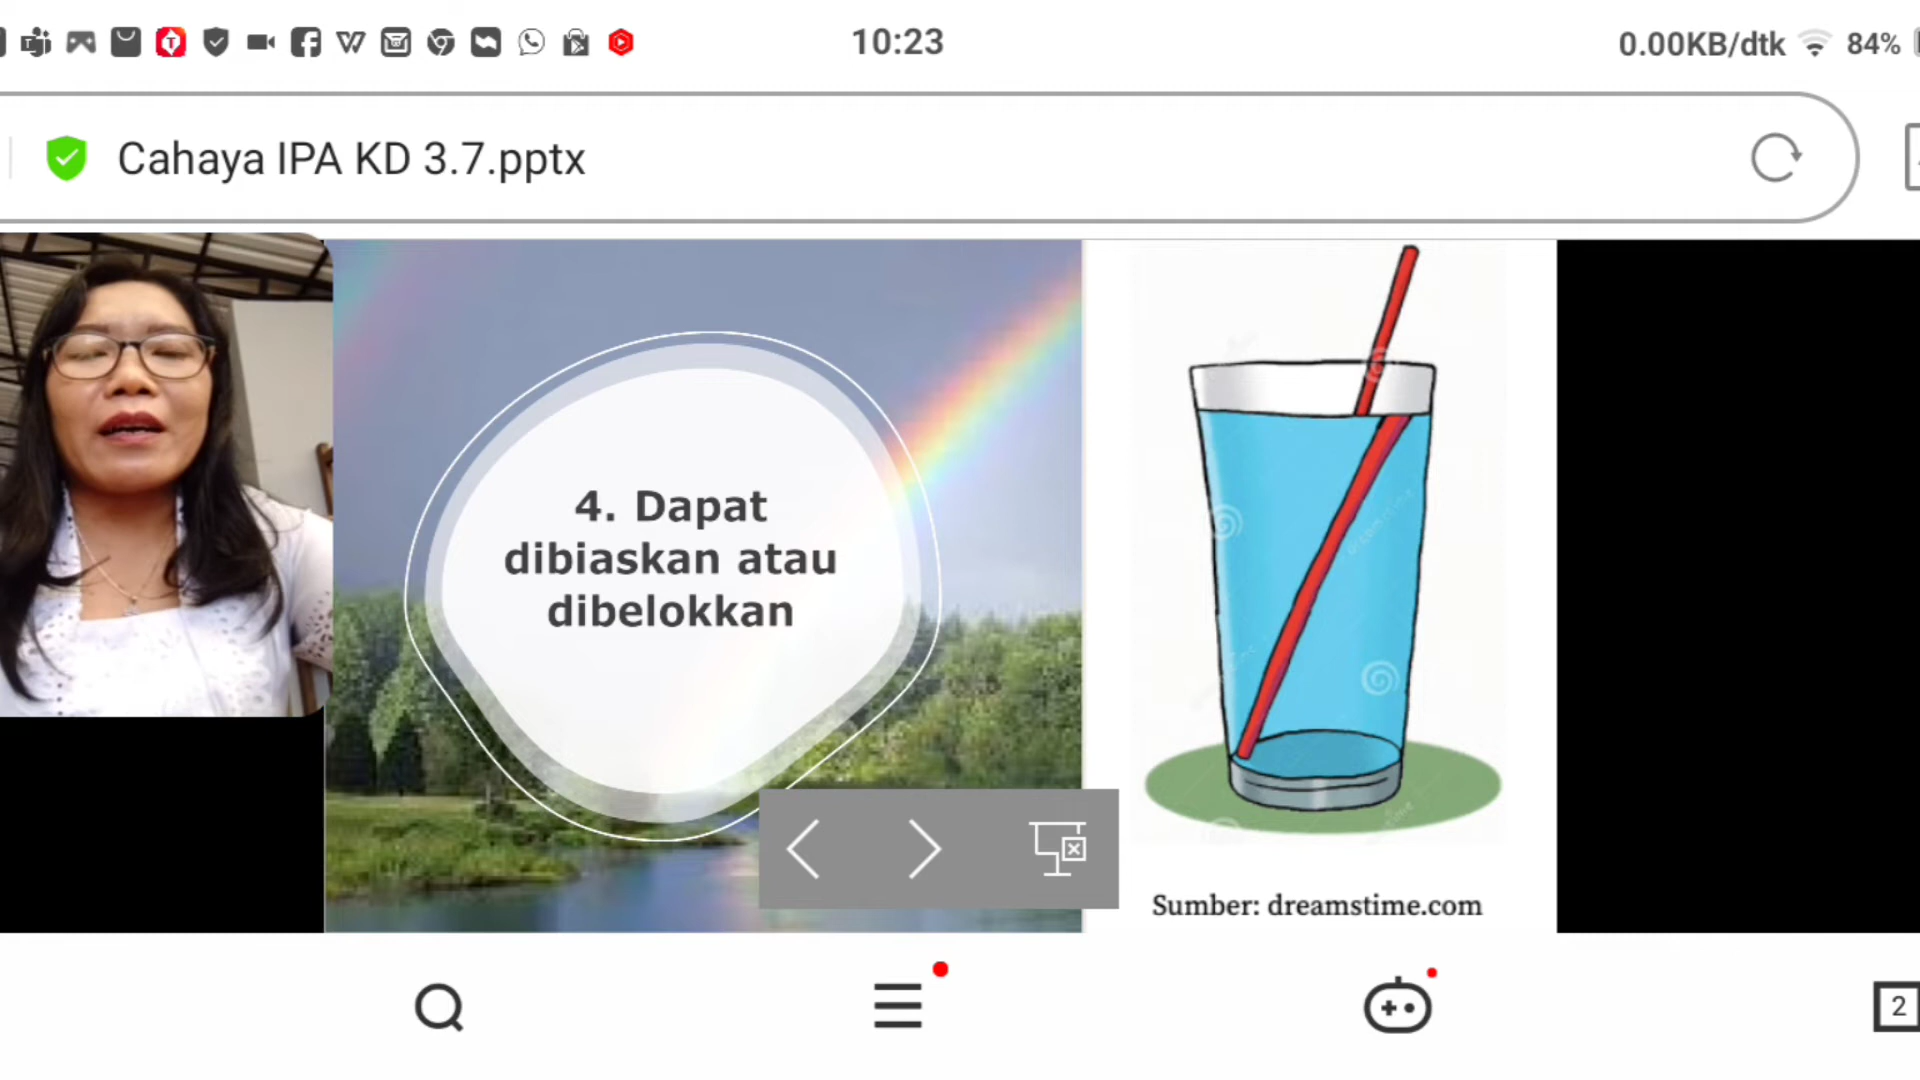 10:23
0.00KB/dtk
84%
Cahaya IPA KD 3.7.pptx
4. Dapat
dibiaskan atau
dibelokkan
Sumber: dreamstime.com
2